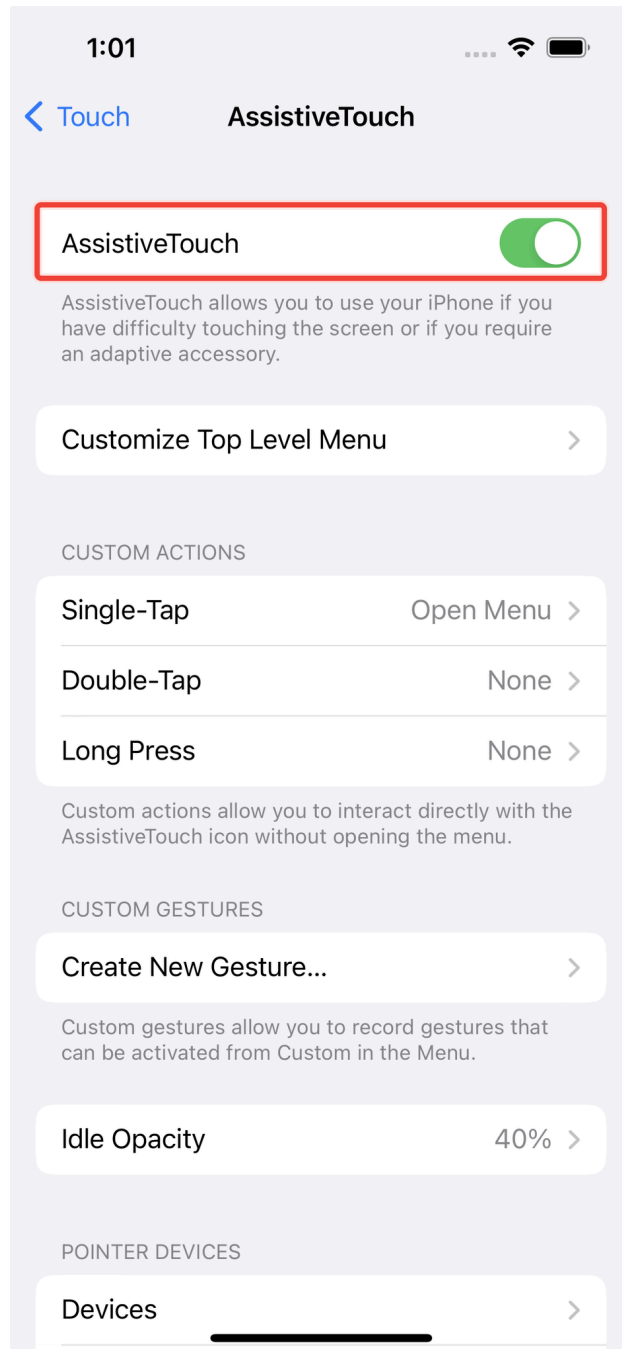 1:01
Touch
AssistiveTouch
AssistiveTouch
AssistiveTouch allows you to use your iPhone if you
have difficulty touching the screen or if you require
an adaptive accessory.
Customize Top Level Menu
CUSTOM ACTIONS
Single-Tap Open Menu
Double-Tap None
Long Press None
Custom actions allow you to interact directly with the
AssistiveTouch icon without opening the menu.
CUSTOM GESTURES
Create New Gesture...
Custom gestures allow you to record gestures that
can be activated from Custom in the Menu.
Idle Opacity 40%
POINTER DEVICES
Devices